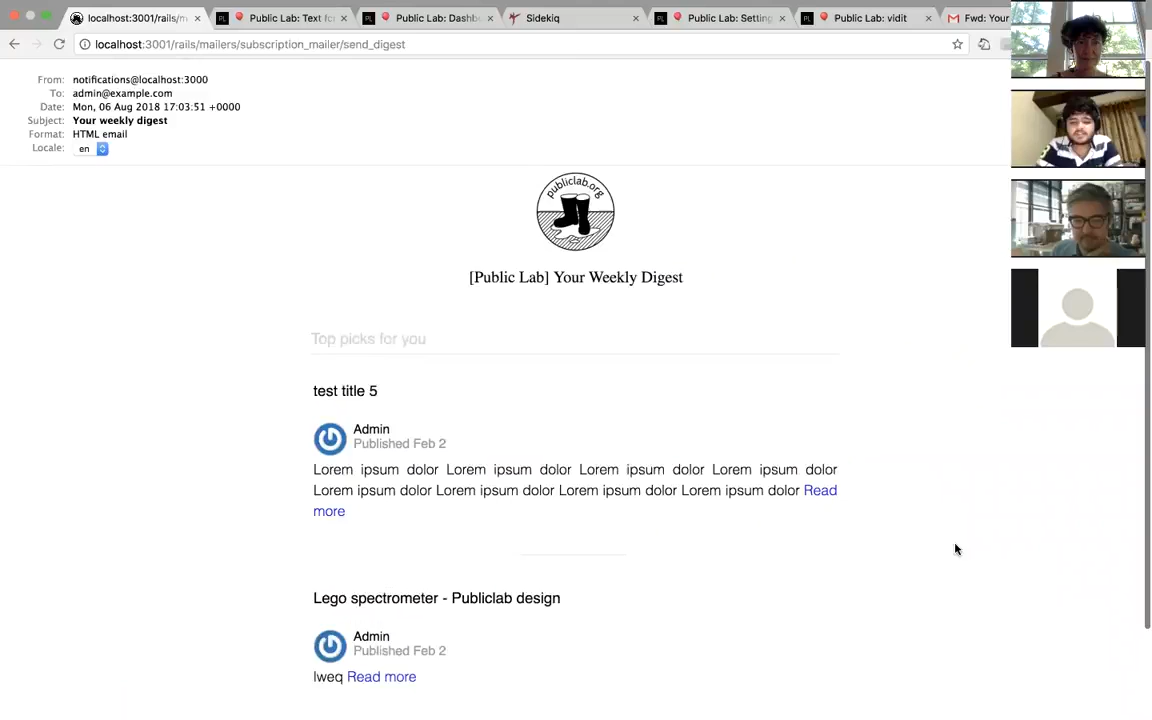 localhost:3001/rails/m
Public Lab: Text fo
Public Lab: Dashb
Sidekiq
Public Lab: Setting
Public Lab: vidit
Fwd: Your
localhost:3001/rails/mailers/subscription_mailer/send_digest
From: notifications@localhost:3000
To: admin@example.com
Date: Mon, 06 Aug 2018 17:03:51 +0000
Subject: Your weekly digest
Format: HTML email
Locale: en
publiclab.org
[Public Lab] Your Weekly Digest
Top picks for you
test title 5
Admin
Published Feb 2
Lorem ipsum dolor Lorem ipsum dolor Lorem ipsum dolor Lorem ipsum dolor
Lorem ipsum dolor Lorem ipsum dolor Lorem ipsum dolor Lorem ipsum dolor Read
more
Lego spectrometer - Publiclab design
Admin
Published Feb 2
lweq Read more